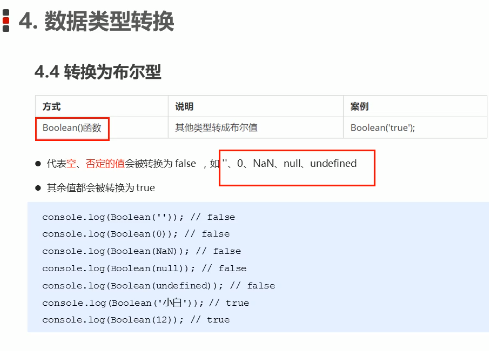 4. 数据类型转换
4.4 转换为布尔型
方式 说明 案例
Boolean()函数 其他类型转成布尔值 Boolean('true');
代表空、否定的值会被转换为 false ，如 ''、0、NaN、null、undefined
其余值都会被转换为 true
console.log(Boolean('')); // false
console.log(Boolean(0)); // false
console.log(Boolean(NaN)); // false
console.log(Boolean(null)); // false
console.log(Boolean(undefined)); // false
console.log(Boolean('小白')); // true
console.log(Boolean(12)); // true